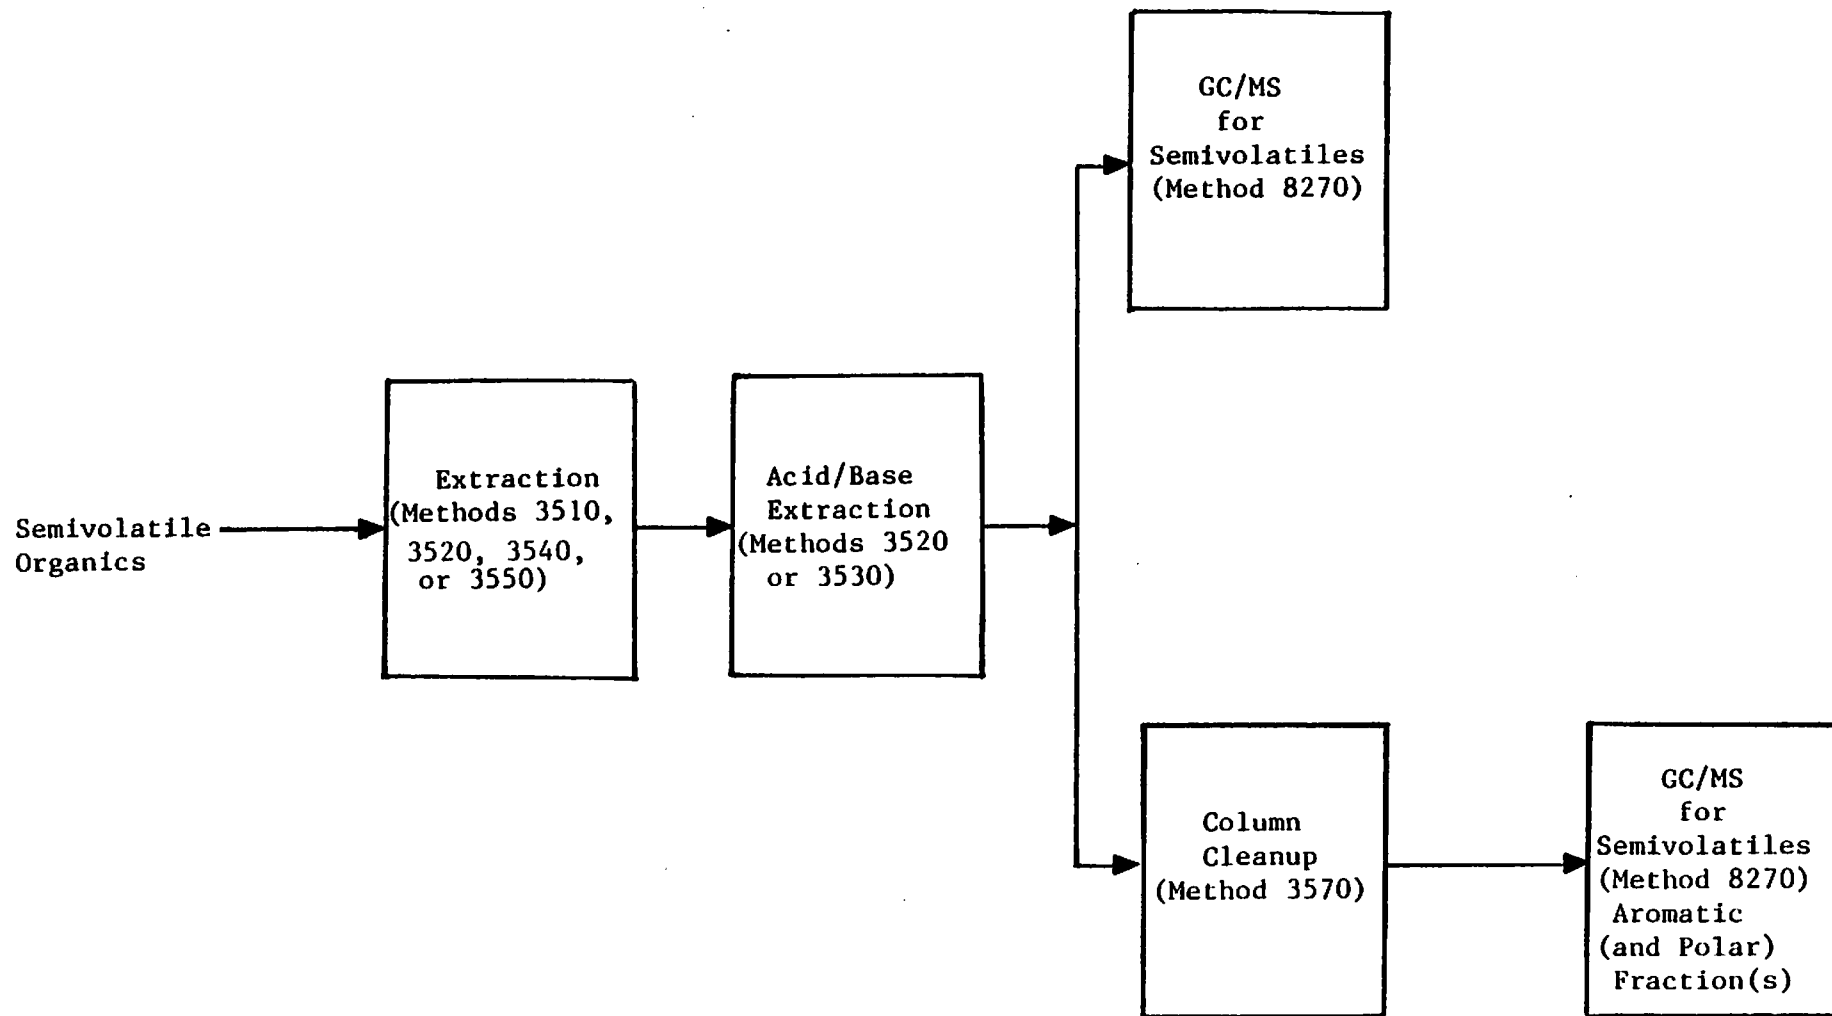 Semivolatile
Organics
Extraction
(Methods 3510,
3520, 3540,
or 3550)
Acid/Base
Extraction
(Methods 3520
or 3530)
GC/MS
for
Semivolatiles
(Method 8270)
Column
Cleanup
(Method 3570)
GC/MS
for
Semivolatiles
(Method 8270)
Aromatic
(and Polar)
Fraction(s)